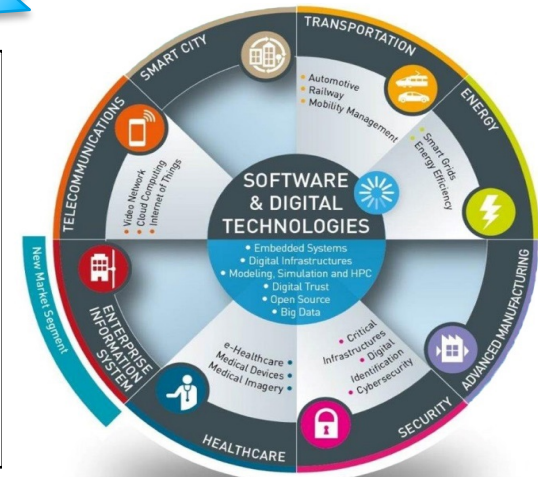 SOFTWARE
& DIGITAL
TECHNOLOGIES
• Embedded Systems
• Digital Infrastructures
• Modeling, Simulation and HPC
• Digital Trust
• Open Source
• Big Data
TRANSPORTATION
• Automotive
• Railway
• Mobility Management
ENERGY
• Smart Grids
• Energy Efficiency
ADVANCED MANUFACTURING
SECURITY
• Critical
Infrastructures
• Digital
Identification
• Cybersecurity
HEALTHCARE
e-Healthcare •
Medical Devices •
Medical Imagery •
ENTERPRISE
INFORMATION
SYSTEM
New Market Segment
TELECOMMUNICATIONS
• Video Network
• Cloud Computing
• Internet of Things
SMART CITY